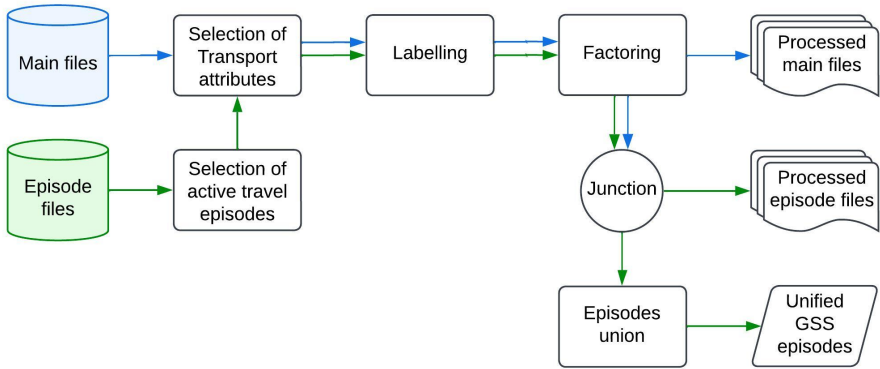 Main files
Selection of
Transport
attributes
Labelling
Factoring
Processed
main files
Episode
files
Selection of
active travel
episodes
Junction
Processed
episode files
Episodes
union
Unified
GSS
episodes